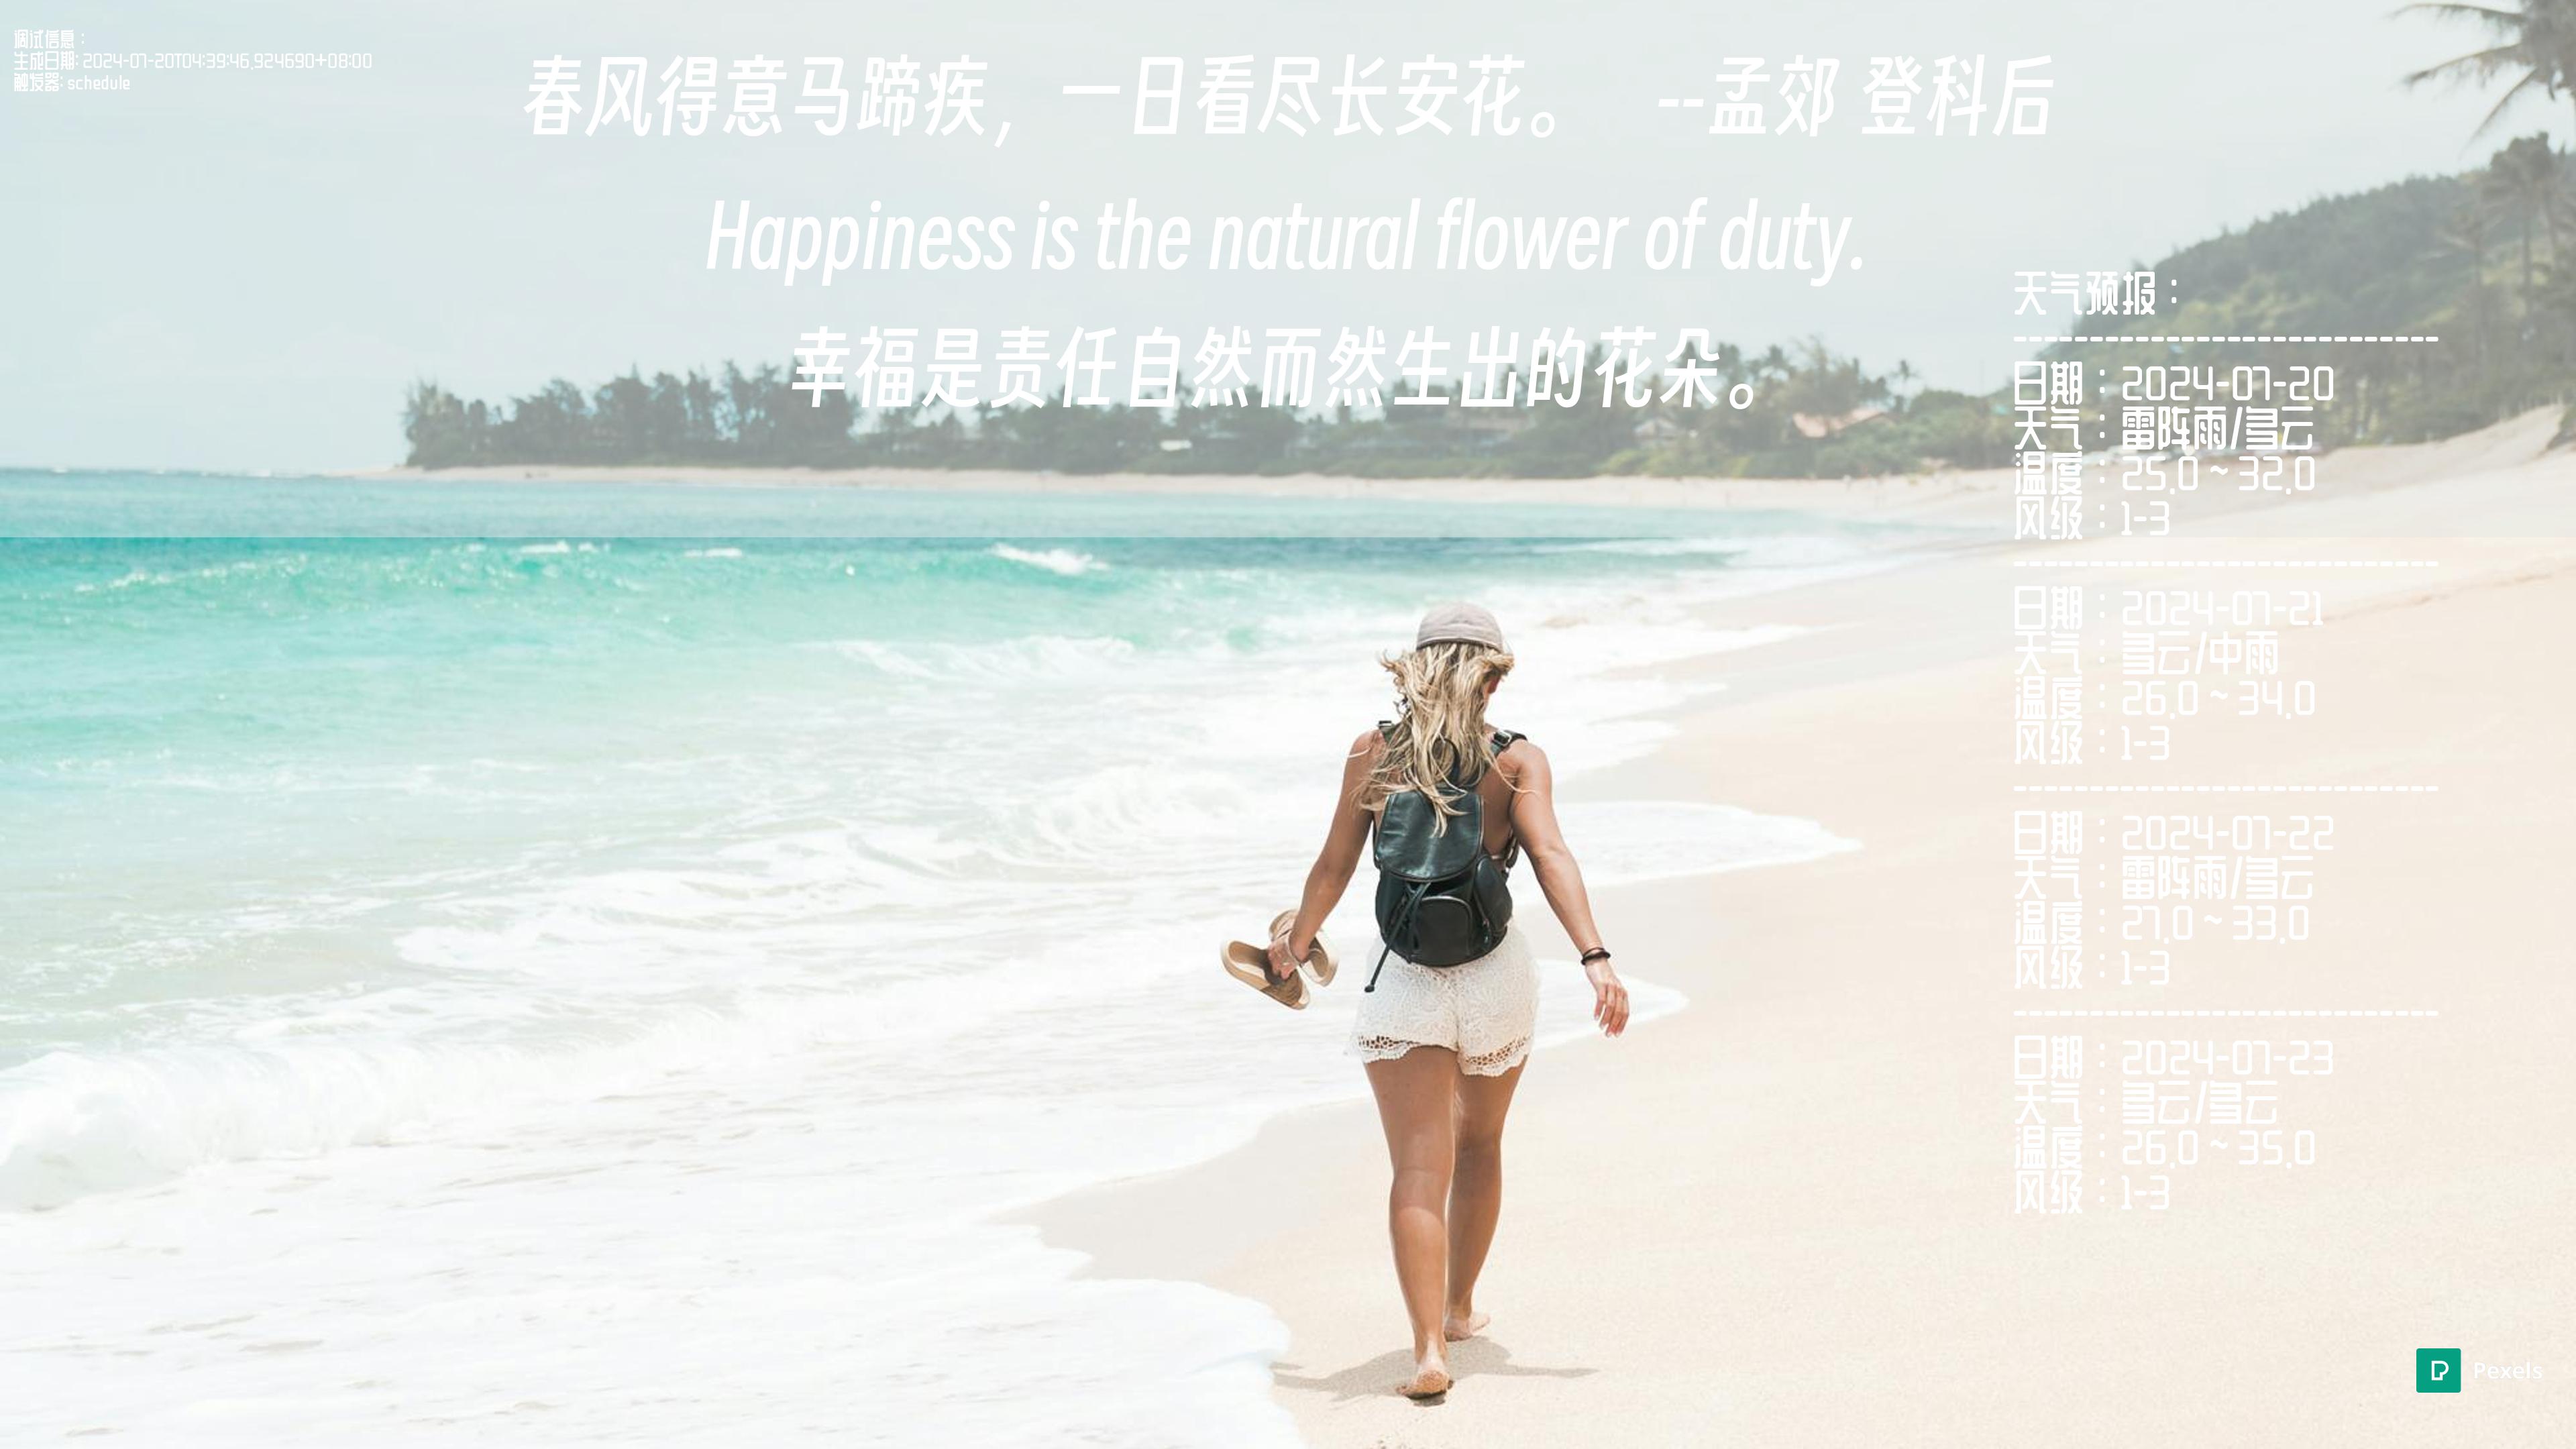 调试信息：
生成日期: 2024-07-20T04:39:46.924690+08:00
触发器: schedule
春风得意马蹄疾，一日看尽长安花。 --孟郊 登科后
Happiness is the natural flower of duty.
幸福是责任自然而然生出的花朵。
天气预报：
------------------------
日期：2024-07-20
天气：雷阵雨/多云
温度：25.0 ~ 32.0
风级：1-3
------------------------
日期：2024-07-21
天气：多云/中雨
温度：26.0 ~ 34.0
风级：1-3
------------------------
日期：2024-07-22
天气：雷阵雨/多云
温度：27.0 ~ 33.0
风级：1-3
------------------------
日期：2024-07-23
天气：多云/多云
温度：26.0 ~ 35.0
风级：1-3
Pexels